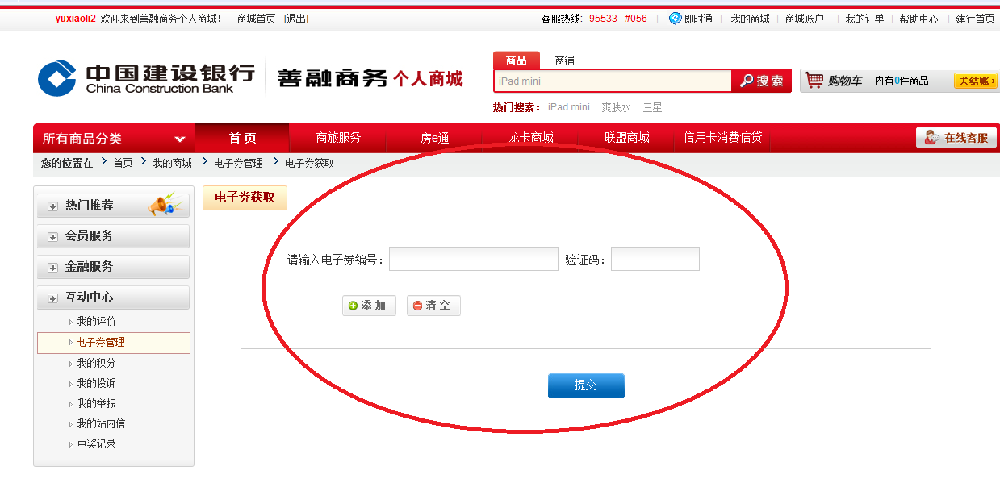 yuxiaoli2 欢迎来到善融商务个人商城! 商城首页 [退出] 客服热线: 95533 #056 即时通 我的商城 商城账户 我的订单 帮助中心 建行首页
中国建设银行
China Construction Bank
善融商务 个人商城
商品 商铺
iPad mini 搜索 购物车 内有0件商品 去结账
热门搜索: iPad mini 爽肤水 三星
所有商品分类 首页 商旅服务 房e通 龙卡商城 联盟商城 信用卡消费信贷 在线客服
您的位置在 首页 我的商城 电子券管理 电子券获取
热门推荐
会员服务
金融服务
互动中心
我的评价
电子券管理
我的积分
我的投诉
我的举报
我的站内信
中奖记录
电子券获取
请输入电子券编号: 验证码:
添加 清空
提交